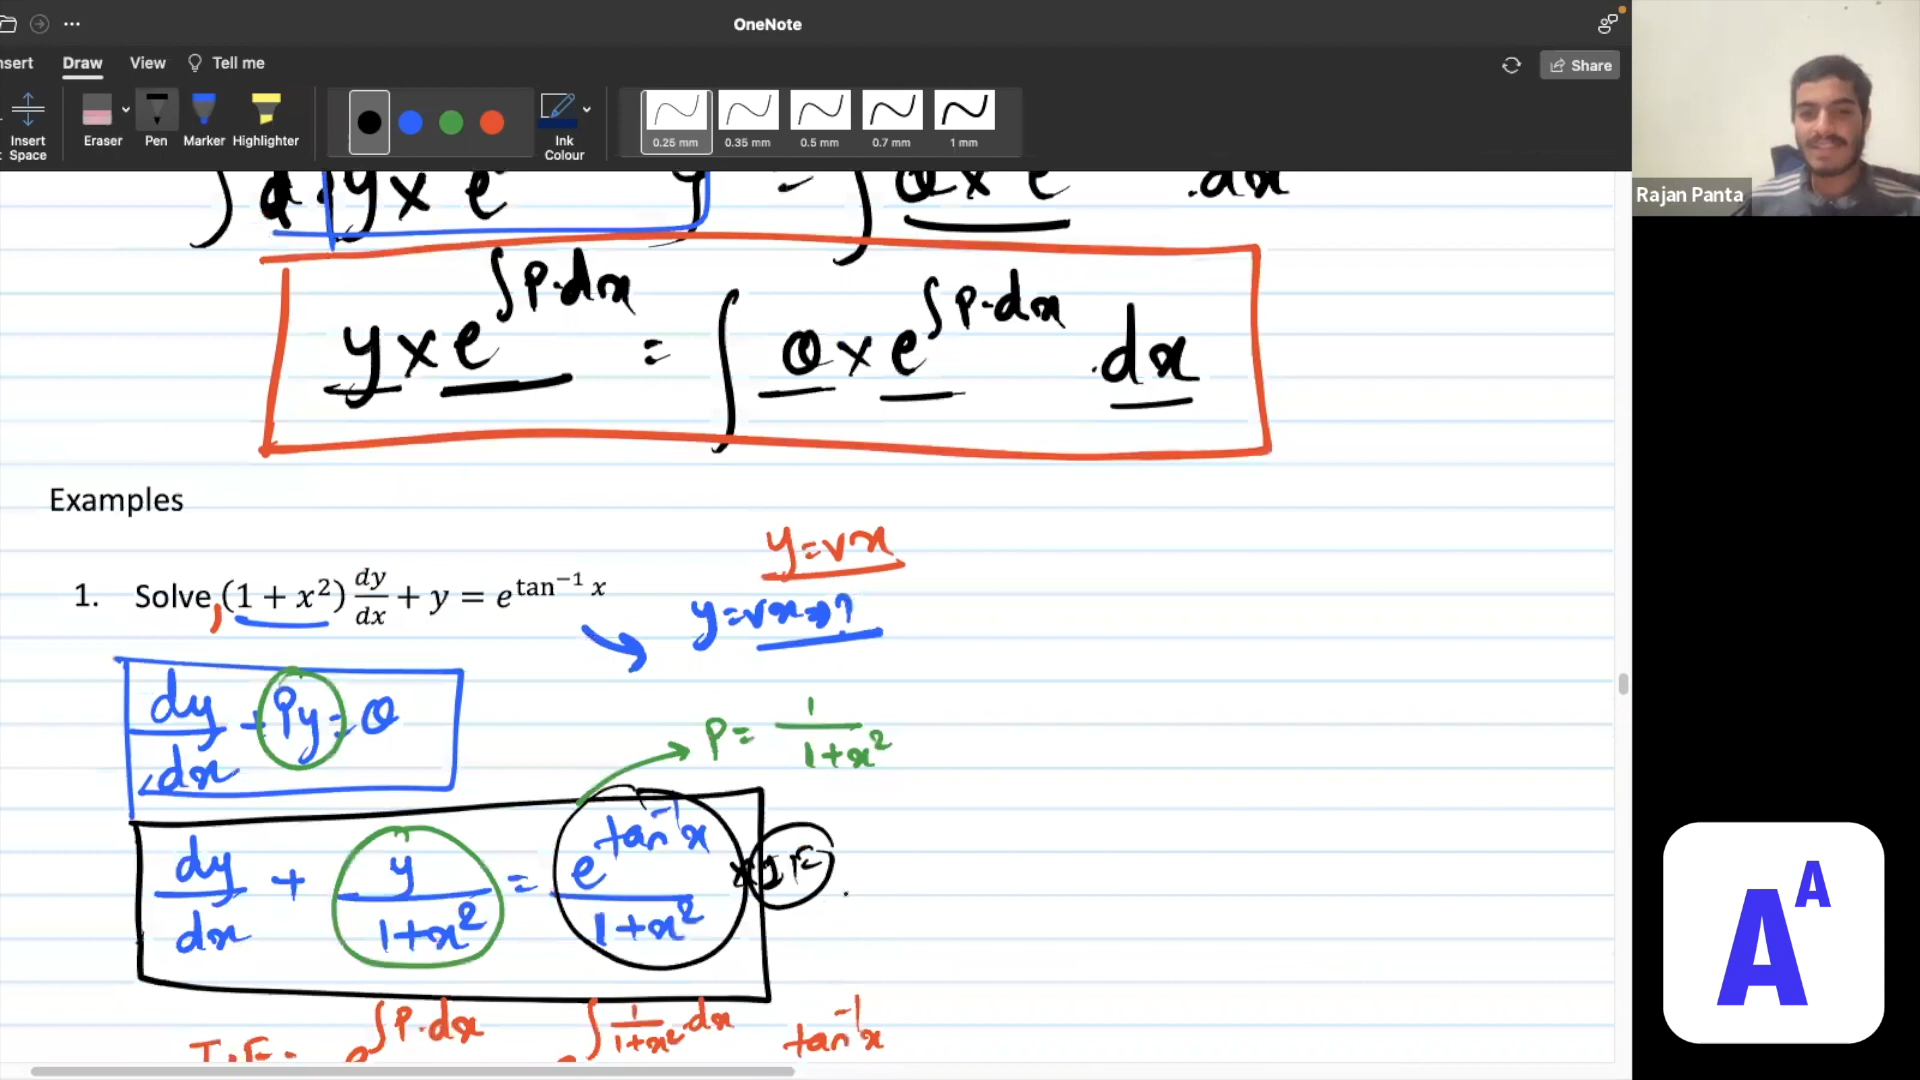 OneNote
nsert Draw View Tell me
Share
Insert Space
Eraser
Pen
Marker
Highlighter
Ink Colour
0.25 mm
0.35 mm
0.5 mm
0.7 mm
1 mm
Rajan Panta
y × e^{∫P·dx} = ∫ Q × e^{∫P·dx} .dx
Examples
y = vx
1. Solve, (1 + x²) dy/dx + y = e^{tan⁻¹ x}
y = vx → ?
dy/dx + Py = Q
P = 1/(1+x²)
dy/dx + y/(1+x²) = e^{tan⁻¹x}/(1+x²) × I.F.
I.F. = e^{∫P·dx} e^{∫1/(1+x²)·dx} tan⁻¹x
A^A